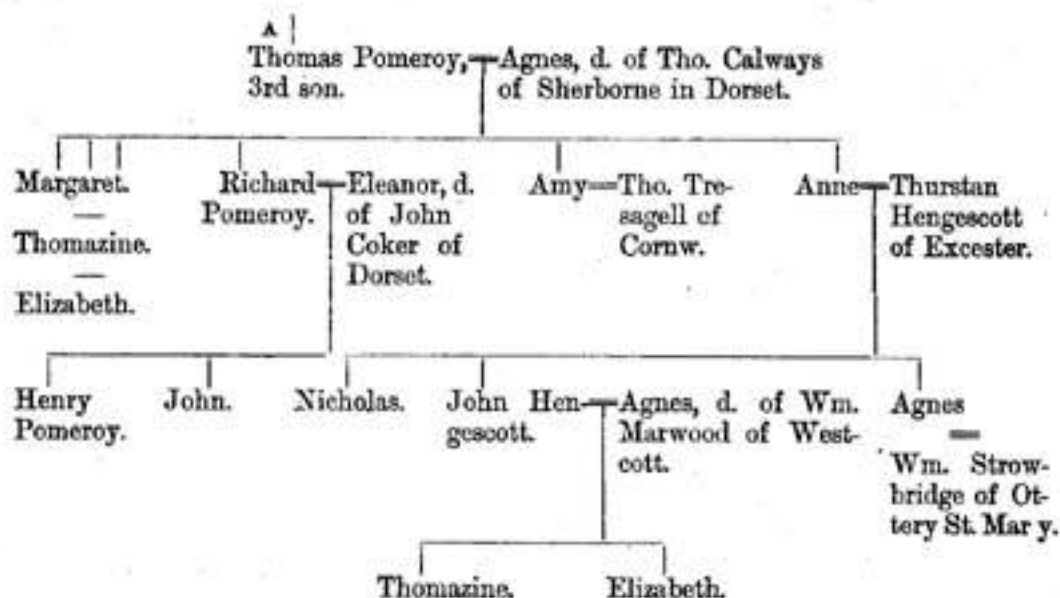 A
Thomas Pomeroy,
3rd son.
Agnes, d. of Tho. Calways
of Sherborne in Dorset.
Margaret.
Thomazine.
Elizabeth.
Richard
Pomeroy.
Eleanor, d.
of John
Coker of
Dorset.
Amy
Tho. Tre-
sagell of
Cornw.
Anne
Thurstan
Hengescott
of Excester.
Henry
Pomeroy.
John.
Nicholas.
John Hen-
gescott.
Agnes, d. of Wm.
Marwood of West-
cott.
Agnes
Wm. Strow-
bridge of Ot-
tery St. Mary.
Thomazine.
Elizabeth.